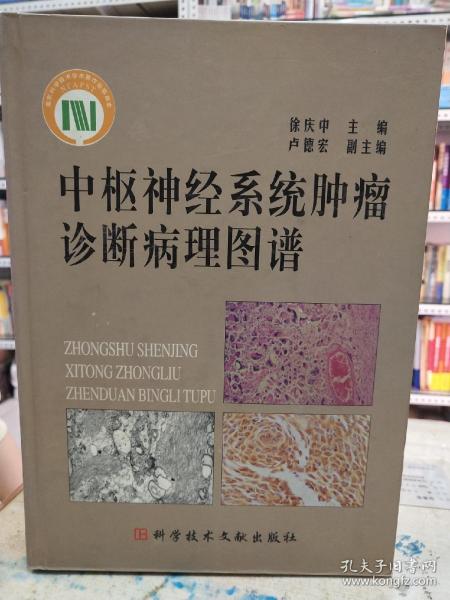 NFAPST
徐庆中 主 编
卢德宏 副主编
中枢神经系统肿瘤
诊断病理图谱
ZHONGSHU SHENJING
XITONG ZHONGLIU
ZHENDUAN BINGLI TUPU
科学技术文献出版社
孔夫子旧书网
www.kongfz.com